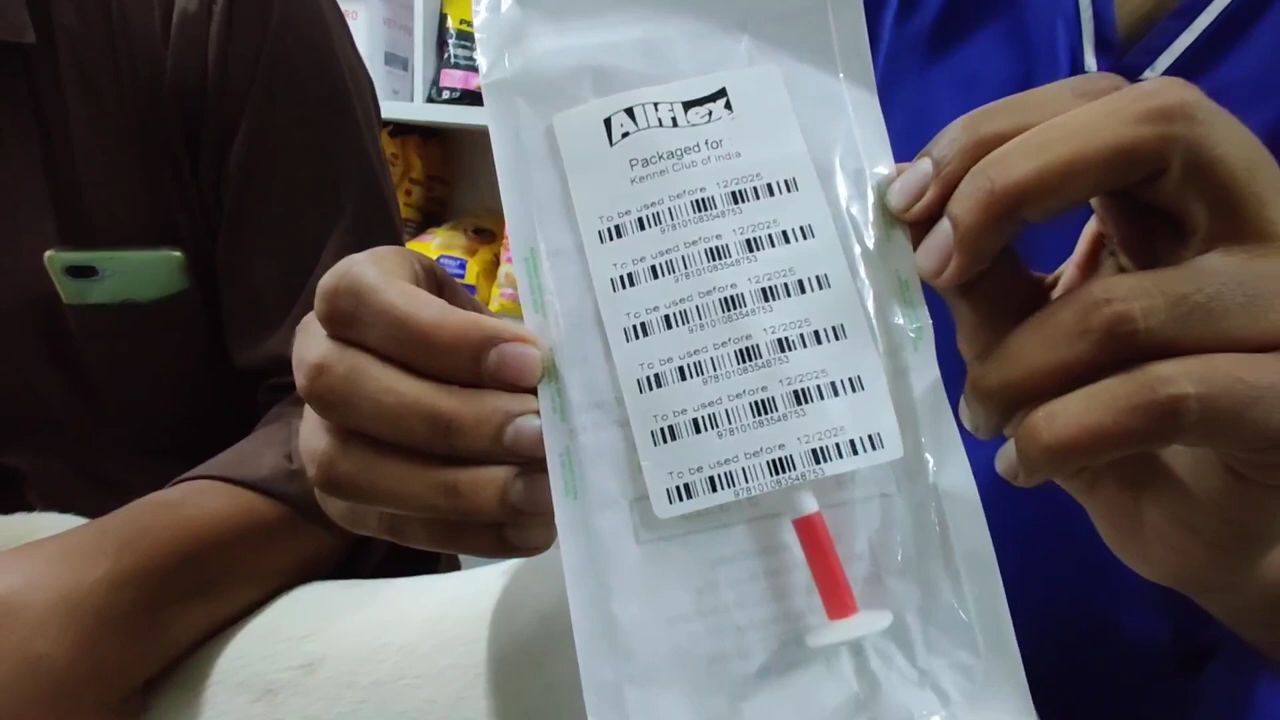 Allflex
Packaged for :
Kennel Club of India
To be used before 12/2025
978101083548753
To be used before 12/2025
978101083548753
To be used before 12/2025
978101083548753
To be used before 12/2025
978101083548753
To be used before 12/2025
978101083548753
To be used before 12/2025
978101083548753